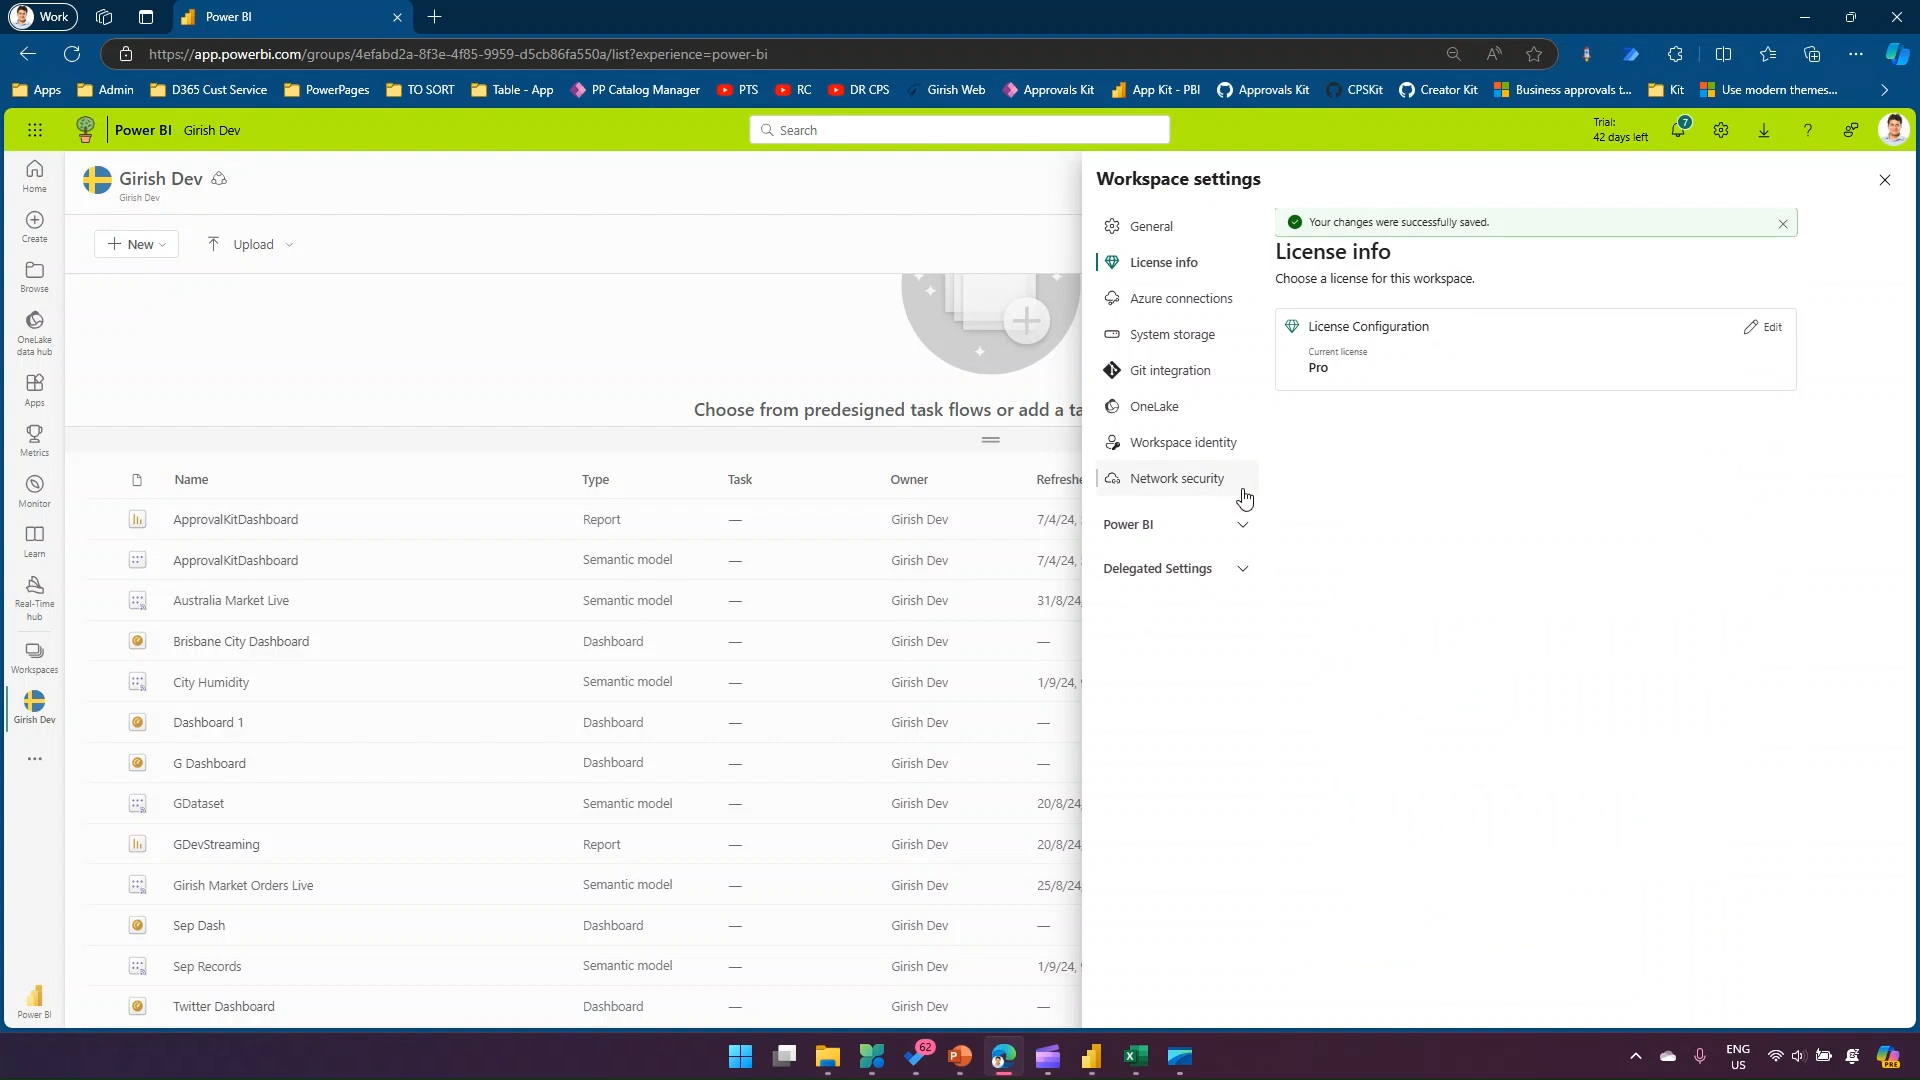 Work
Power BI
https://app.powerbi.com/groups/4efabd2a-8f3e-4f85-9959-d5cb86fa550a/list?experience=power-bi
Apps
Admin
D365 Cust Service
PowerPages
TO SORT
Table - App
PP Catalog Manager
PTS
RC
DR CPS
Girish Web
Approvals Kit
App Kit - PBI
Approvals Kit
CPSKit
Creator Kit
Business approvals t...
Kit
Use modern themes...
Power BI
Girish Dev
Search
Trial:
42 days left
7
Home
Create
Browse
OneLake
data hub
Apps
Metrics
Monitor
Learn
Real-Time
hub
Workspaces
Girish Dev
Power BI
Girish Dev
Girish Dev
New
Upload
Choose from predesigned task flows or add a ta
Name Type Task Owner Refreshe
ApprovalKitDashboard Report — Girish Dev 7/4/24,
ApprovalKitDashboard Semantic model — Girish Dev 7/4/24,
Australia Market Live Semantic model — Girish Dev 31/8/24,
Brisbane City Dashboard Dashboard — Girish Dev —
City Humidity Semantic model — Girish Dev 1/9/24,
Dashboard 1 Dashboard — Girish Dev —
G Dashboard Dashboard — Girish Dev —
GDataset Semantic model — Girish Dev 20/8/24
GDevStreaming Report — Girish Dev 20/8/24
Girish Market Orders Live Semantic model — Girish Dev 25/8/24
Sep Dash Dashboard — Girish Dev —
Sep Records Semantic model — Girish Dev 1/9/24,
Twitter Dashboard Dashboard — Girish Dev —
Workspace settings
General
License info
Azure connections
System storage
Git integration
OneLake
Workspace identity
Network security
Power BI
Delegated Settings
Your changes were successfully saved.
License info
Choose a license for this workspace.
License Configuration
Edit
Current license
Pro
62
ENG
US
PRE